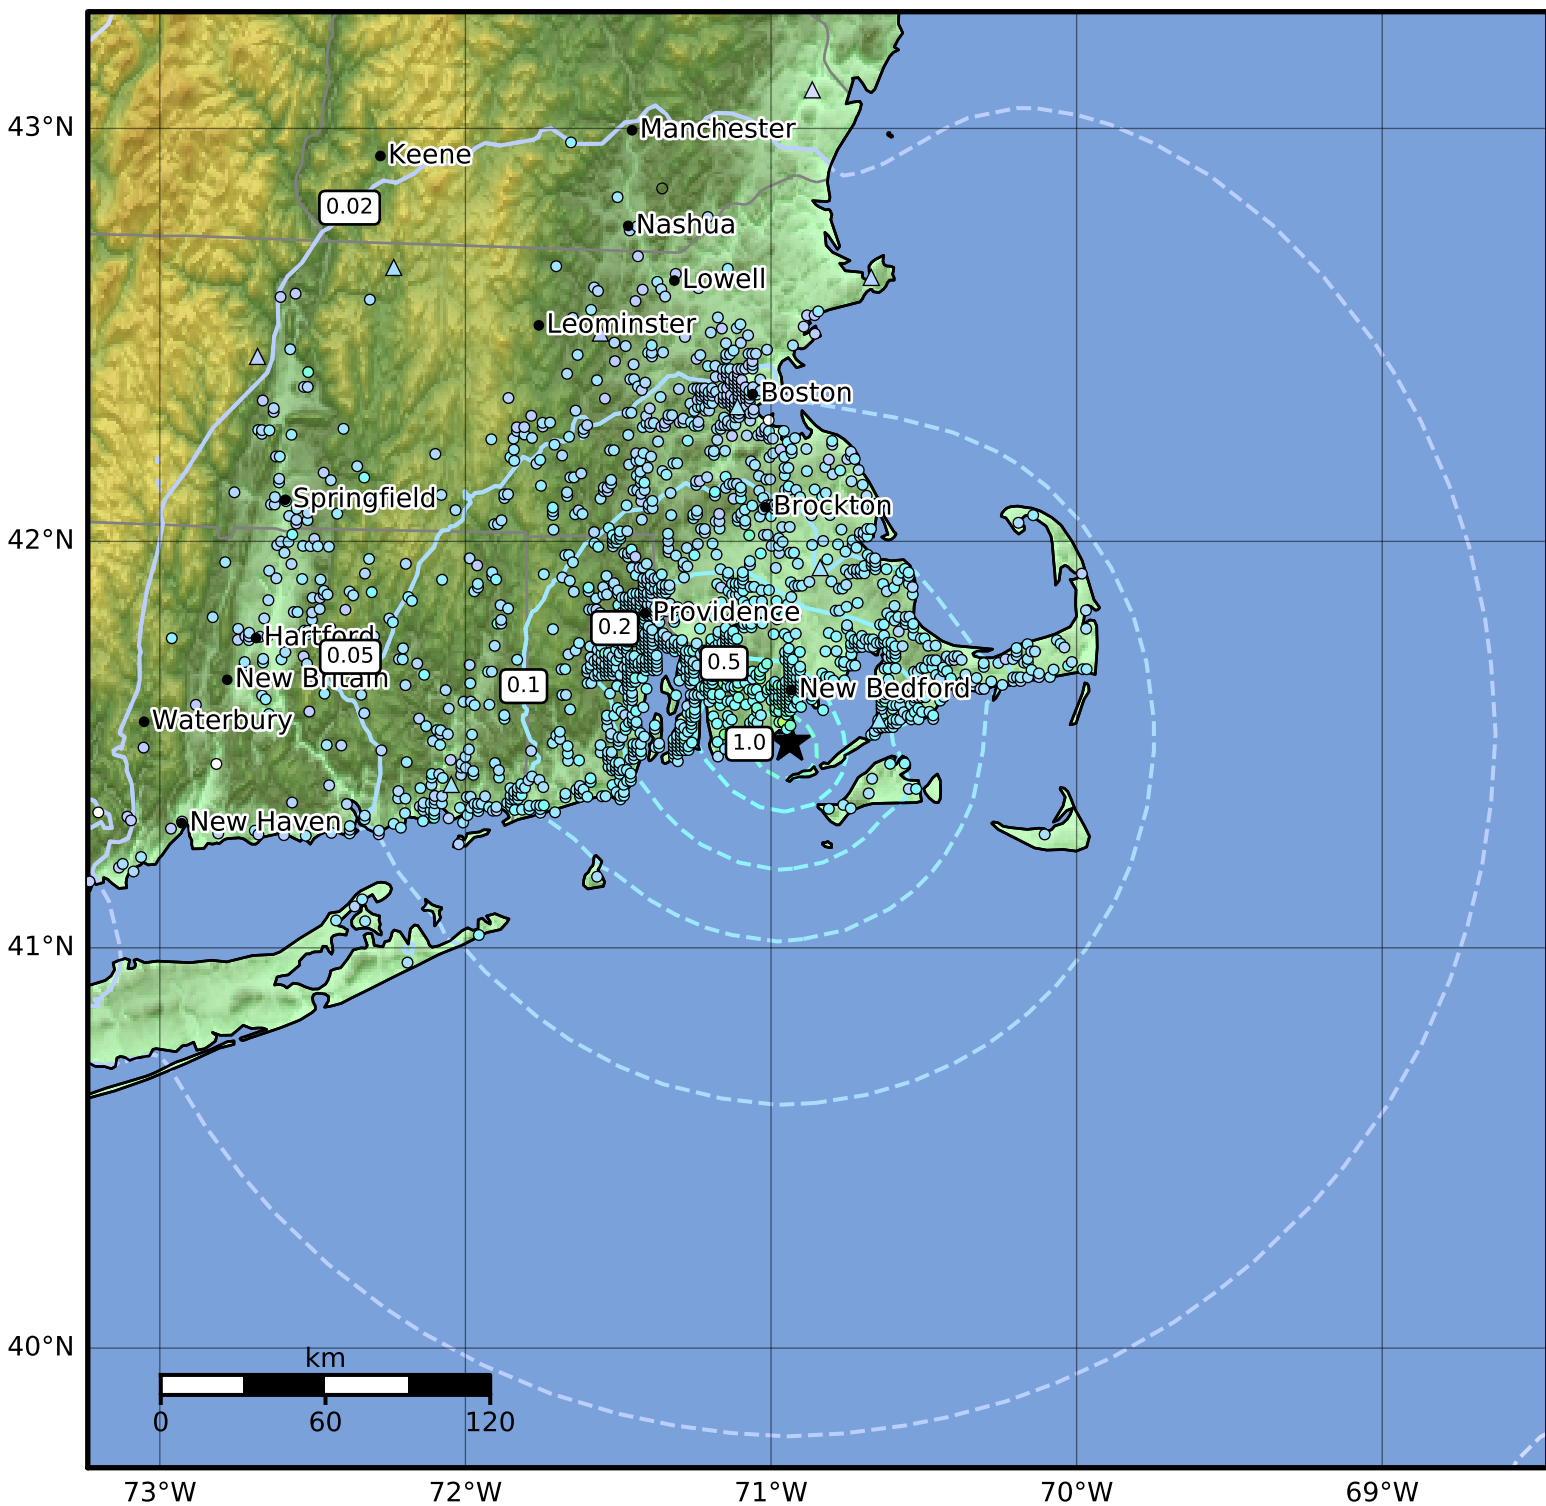 43°N
Manchester
Keene
0.02
Nashua
Lowell
Leominster
Boston
Springfield
Brockton
42°N
Providence
0.2
Hartford
0.05
0.5
New Britain
0.1
New Bedford
Waterbury
1.0
New Haven
41°N
40°N
km
0 60 120
73°W 72°W 71°W 70°W 69°W